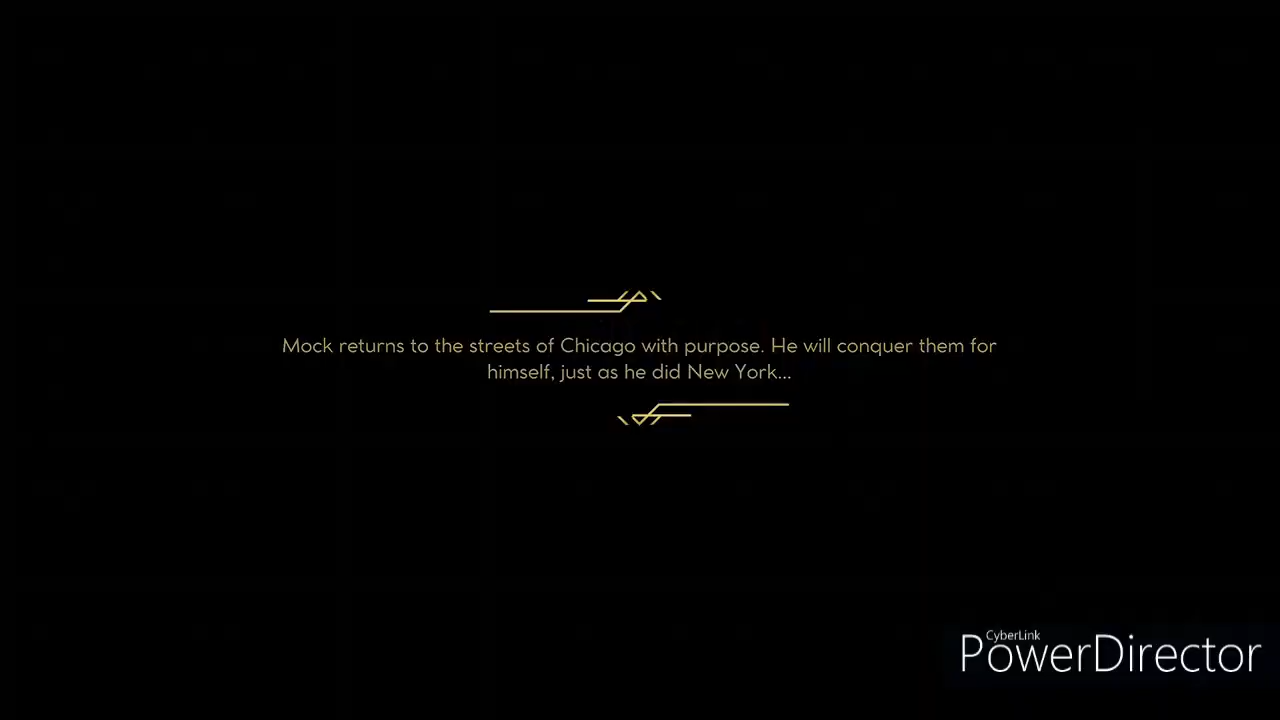 Mock returns to the streets of Chicago with purpose. He will conquer them for
himself, just as he did New York...
CyberLink
PowerDirector